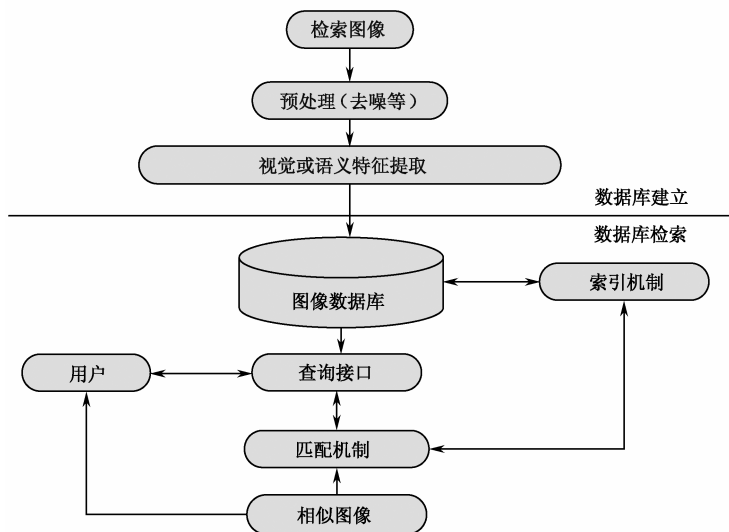 检索图像
预处理（去噪等）
视觉或语义特征提取
数据库建立
数据库检索
索引机制
图像数据库
用户
查询接口
匹配机制
相似图像